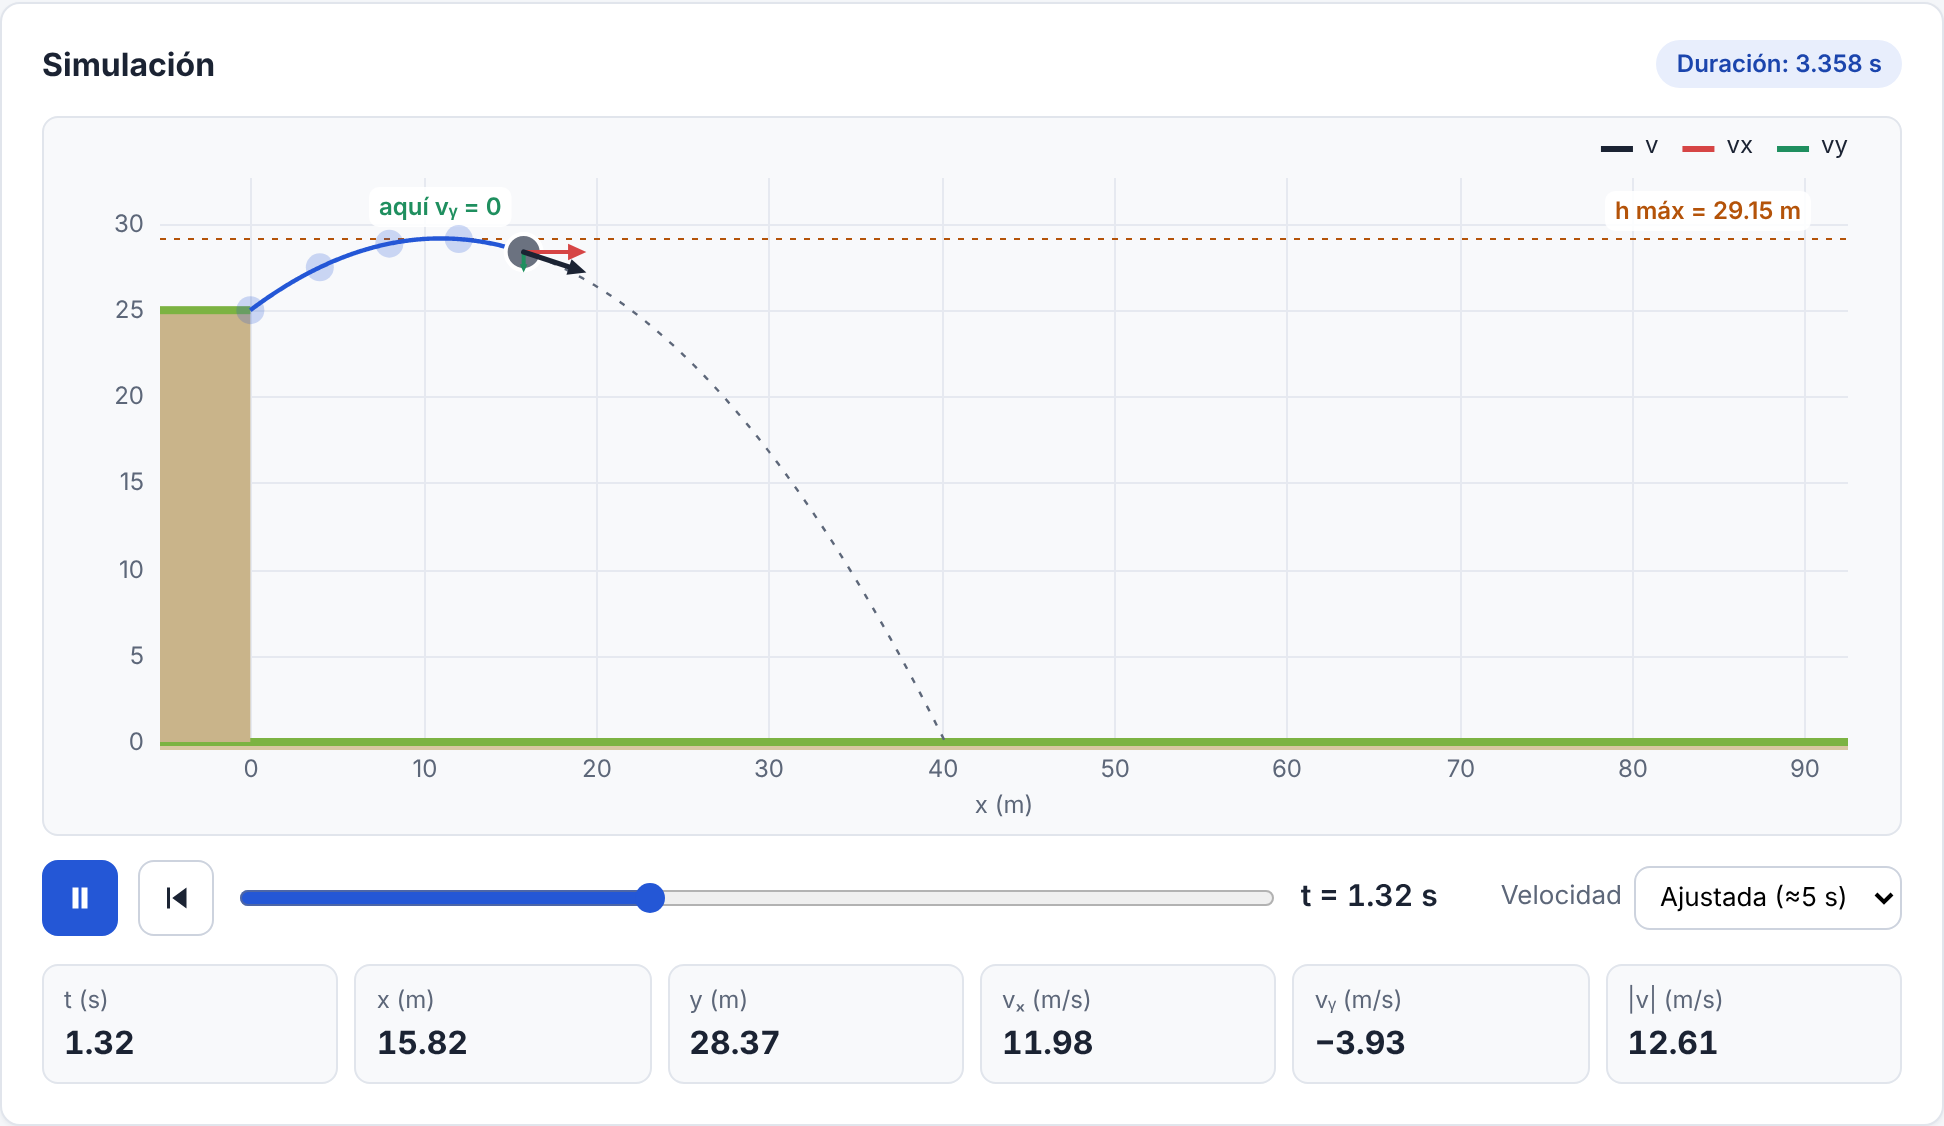 Simulación
Duración: 3.358 s
v vx vy
aquí vᵧ = 0
h máx = 29.15 m
30
25
20
15
10
5
0
0 10 20 30 40 50 60 70 80 90
x (m)
t = 1.32 s
Velocidad
Ajustada (≈5 s)
t (s)
1.32
x (m)
15.82
y (m)
28.37
vₓ (m/s)
11.98
vᵧ (m/s)
−3.93
|v| (m/s)
12.61